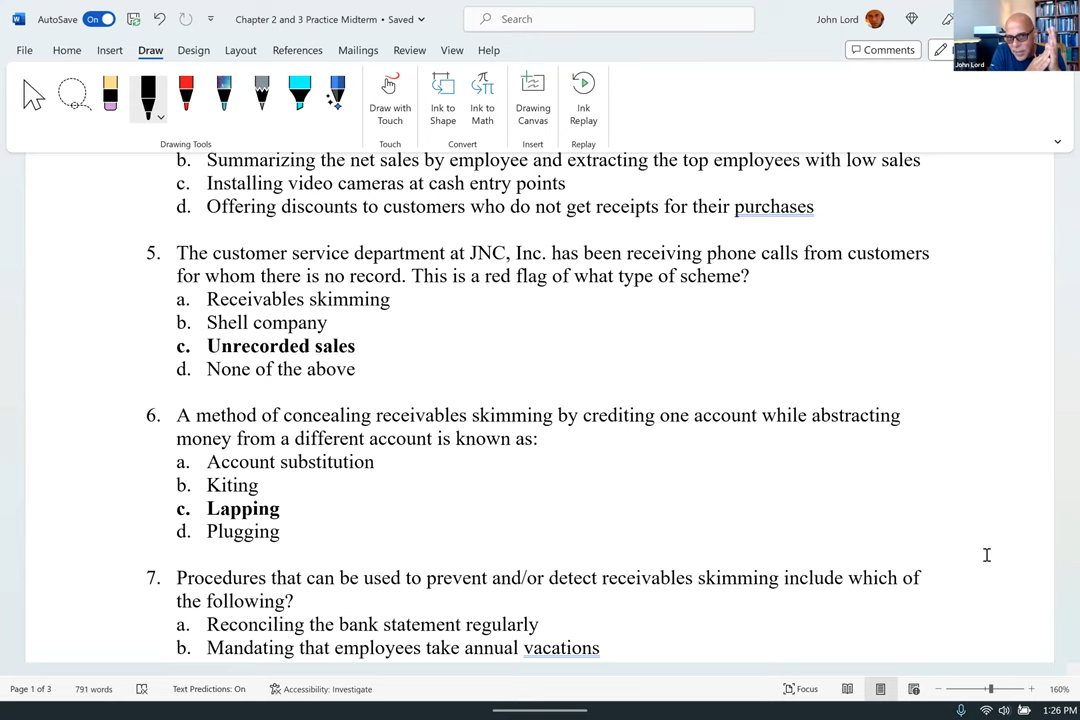 AutoSave On Chapter 2 and 3 Practice Midterm • Saved Search John Lord
File Home Insert Draw Design Layout References Mailings Review View Help Comments
John Lord
Draw with Touch Ink to Shape Ink to Math Drawing Canvas Ink Replay
Drawing Tools Touch Convert Insert Replay
b. Summarizing the net sales by employee and extracting the top employees with low sales
c. Installing video cameras at cash entry points
d. Offering discounts to customers who do not get receipts for their purchases
5. The customer service department at JNC, Inc. has been receiving phone calls from customers
for whom there is no record. This is a red flag of what type of scheme?
a. Receivables skimming
b. Shell company
c. Unrecorded sales
d. None of the above
6. A method of concealing receivables skimming by crediting one account while abstracting
money from a different account is known as:
a. Account substitution
b. Kiting
c. Lapping
d. Plugging
7. Procedures that can be used to prevent and/or detect receivables skimming include which of
the following?
a. Reconciling the bank statement regularly
b. Mandating that employees take annual vacations
Page 1 of 3 791 words Text Predictions: On Accessibility: Investigate Focus 160%
1:26 PM